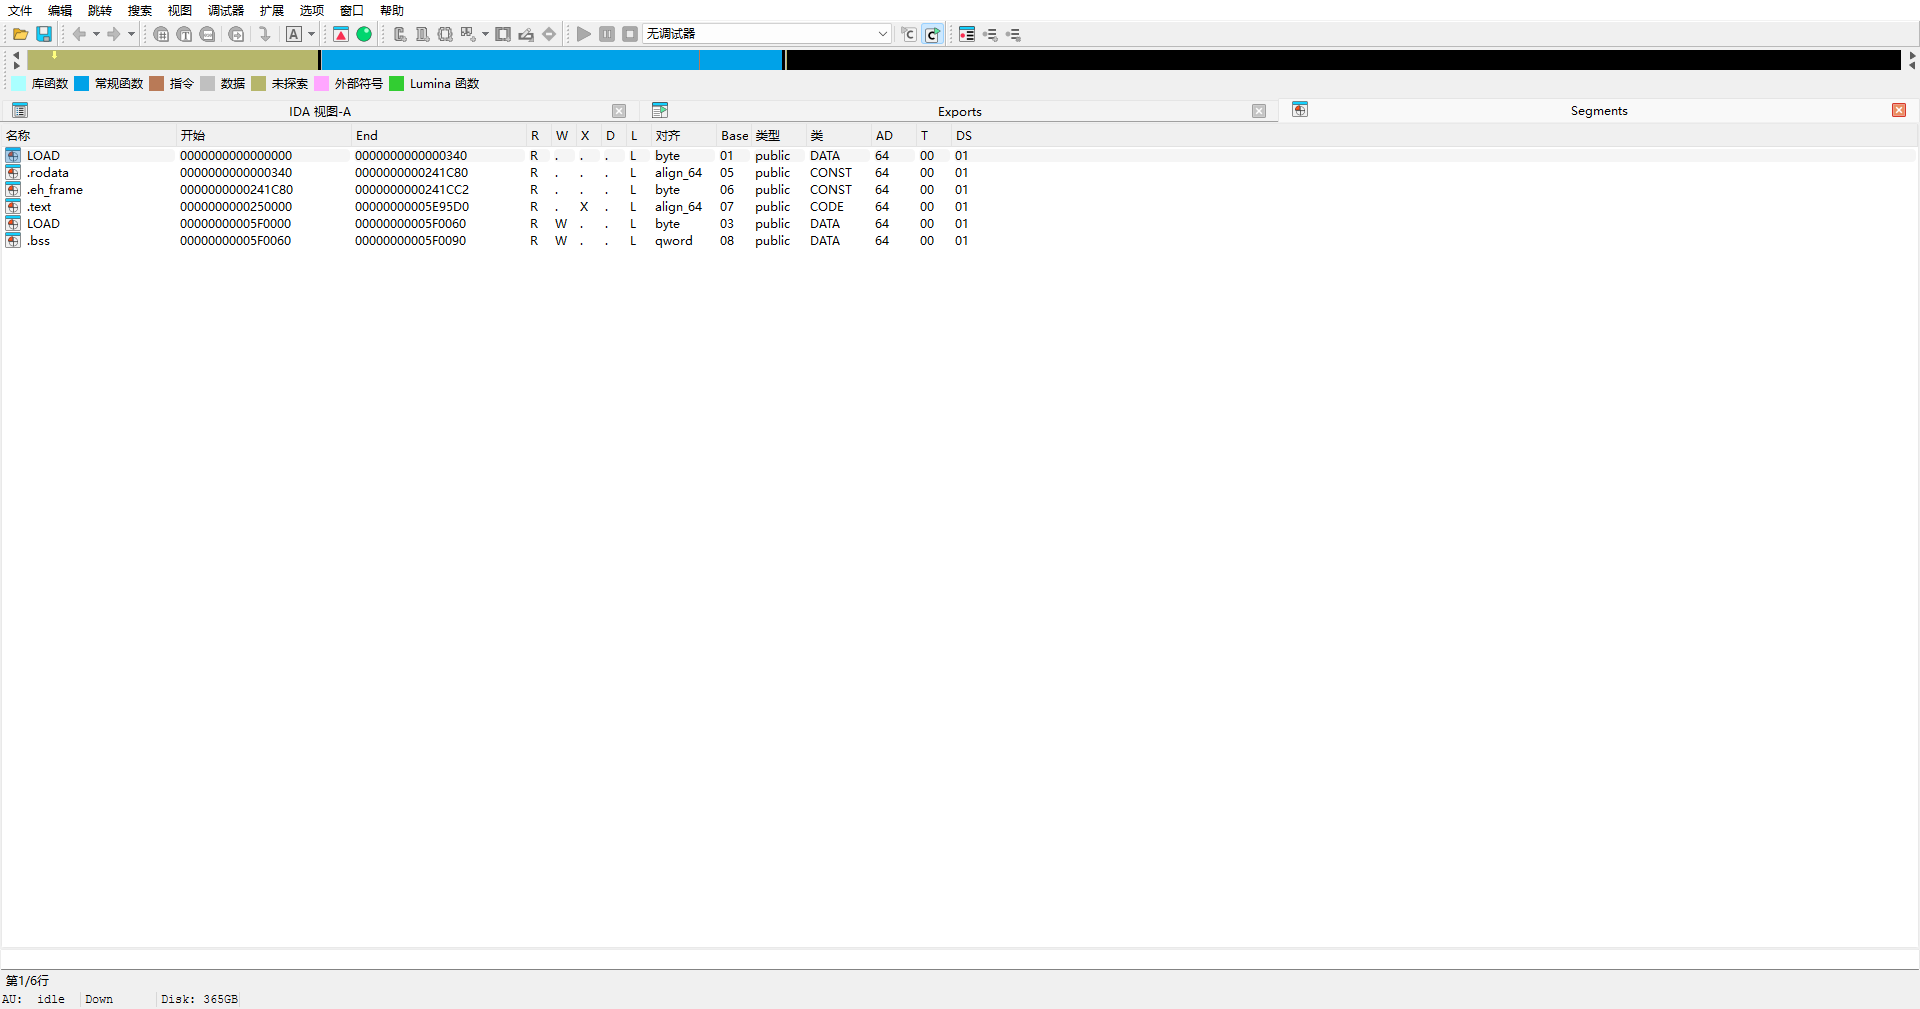 文件 编辑 跳转 搜索 视图 调试器 扩展 选项 窗口 帮助
无调试器
库函数 常规函数 指令 数据 未探索 外部符号 Lumina 函数
IDA 视图-A Exports Segments
名称 开始 End R W X D L 对齐 Base 类型 类 AD T DS
LOAD 0000000000000000 0000000000000340 R . . . L byte 01 public DATA 64 00 01
.rodata 0000000000000340 0000000000241C80 R . . . L align_64 05 public CONST 64 00 01
.eh_frame 0000000000241C80 0000000000241CC2 R . . . L byte 06 public CONST 64 00 01
.text 0000000000250000 00000000005E95D0 R . X . L align_64 07 public CODE 64 00 01
LOAD 00000000005F0000 00000000005F0060 R W . . L byte 03 public DATA 64 00 01
.bss 00000000005F0060 00000000005F0090 R W . . L qword 08 public DATA 64 00 01
第1/6行
AU: idle Down Disk: 365GB